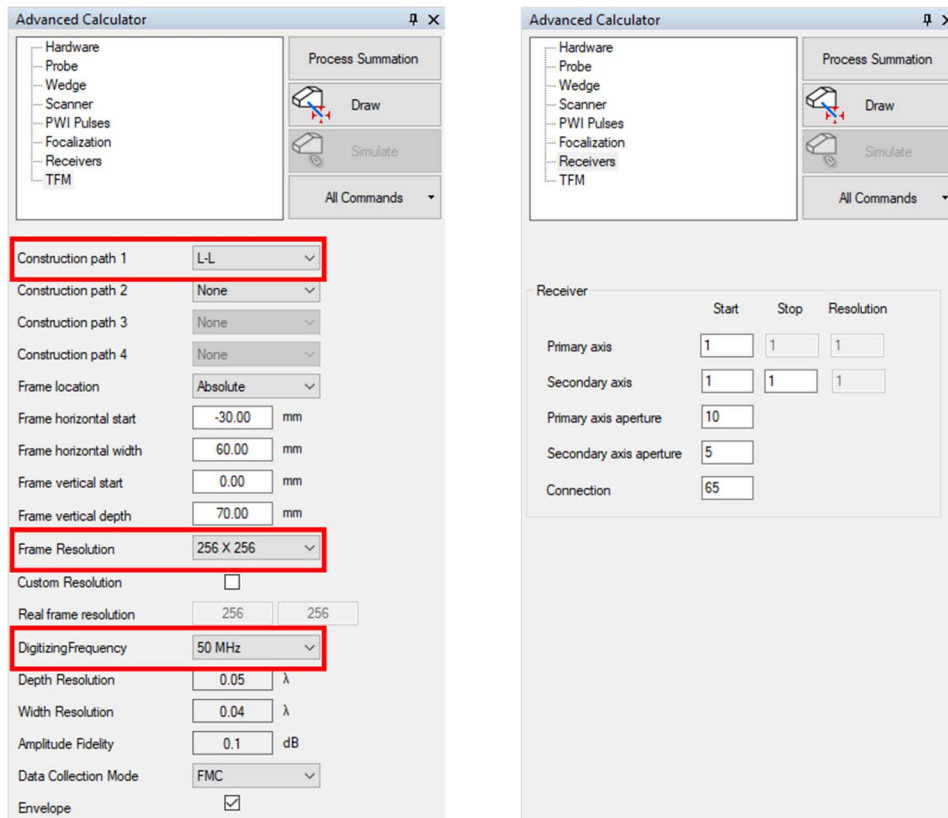 Advanced Calculator
Hardware
Probe
Wedge
Scanner
PWI Pulses
Focalization
Receivers
TFM
Process Summation
Draw
Simulate
All Commands
Construction path 1 L-L
Construction path 2 None
Construction path 3 None
Construction path 4 None
Frame location Absolute
Frame horizontal start -30.00 mm
Frame horizontal width 60.00 mm
Frame vertical start 0.00 mm
Frame vertical depth 70.00 mm
Frame Resolution 256 X 256
Custom Resolution
Real frame resolution 256 256
DigitizingFrequency 50 MHz
Depth Resolution 0.05 λ
Width Resolution 0.04 λ
Amplitude Fidelity 0.1 dB
Data Collection Mode FMC
Envelope
Advanced Calculator
Hardware
Probe
Wedge
Scanner
PWI Pulses
Focalization
Receivers
TFM
Process Summation
Draw
Simulate
All Commands
Receiver
Start Stop Resolution
Primary axis 1 1 1
Secondary axis 1 1 1
Primary axis aperture 10
Secondary axis aperture 5
Connection 65